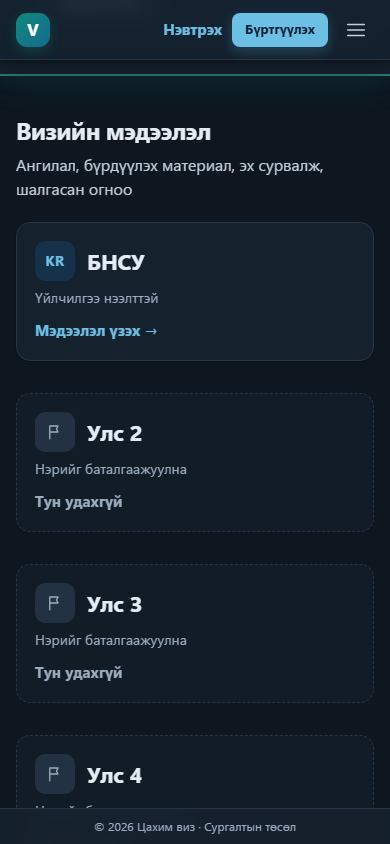 V
Нэвтрэх
Бүртгүүлэх
Визийн мэдээлэл
Ангилал, бүрдүүлэх материал, эх сурвалж,
шалгасан огноо
KR БНСУ
Үйлчилгээ нээлттэй
Мэдээлэл үзэх →
Улс 2
Нэрийг баталгаажуулна
Тун удахгүй
Улс 3
Нэрийг баталгаажуулна
Тун удахгүй
Улс 4
© 2026 Цахим виз · Сургалтын төсөл